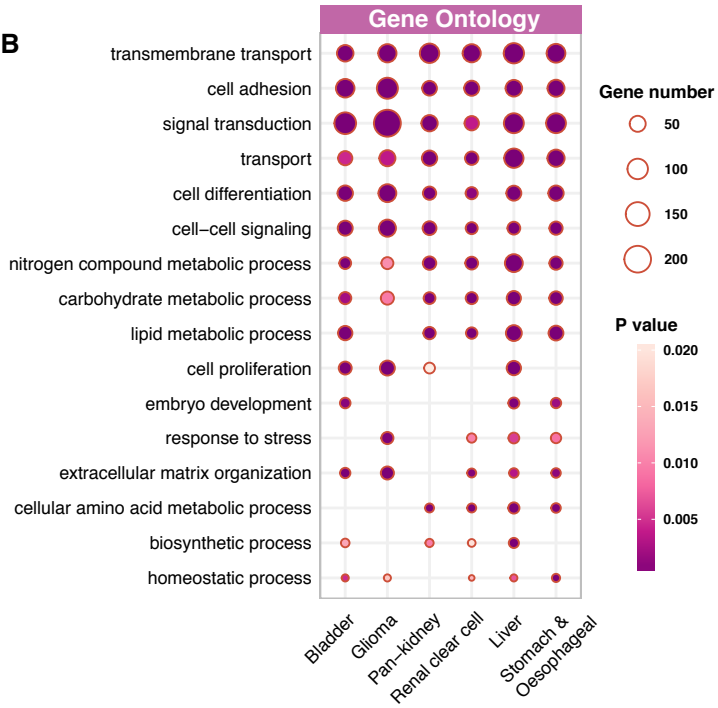 B
Gene Ontology
transmembrane transport
cell adhesion
signal transduction
transport
cell differentiation
cell−cell signaling
nitrogen compound metabolic process
carbohydrate metabolic process
lipid metabolic process
cell proliferation
embryo development
response to stress
extracellular matrix organization
cellular amino acid metabolic process
biosynthetic process
homeostatic process
Bladder
Glioma
Pan−kidney
Renal clear cell
Liver
Stomach &
Oesophageal
Gene number
50
100
150
200
P value
0.020
0.015
0.010
0.005